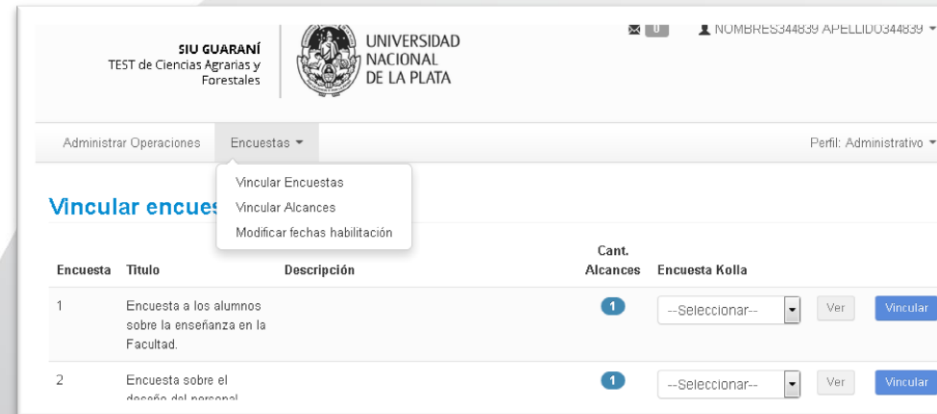 SIU GUARANÍ
TEST de Ciencias Agrarias y
Forestales
UNIVERSIDAD
NACIONAL
DE LA PLATA
0
NOMBRES344839 APELLIDO344839
Administrar Operaciones Encuestas Perfil: Administrativo
Vincular Encuestas
Vincular Alcances
Modificar fechas habilitación
Vincular encues
Encuesta Titulo Descripción Cant. Alcances Encuesta Kolla
1 Encuesta a los alumnos 1 --Seleccionar-- Ver Vincular
sobre la enseñanza en la
Facultad.
2 Encuesta sobre el 1 --Seleccionar-- Ver Vincular
del personal